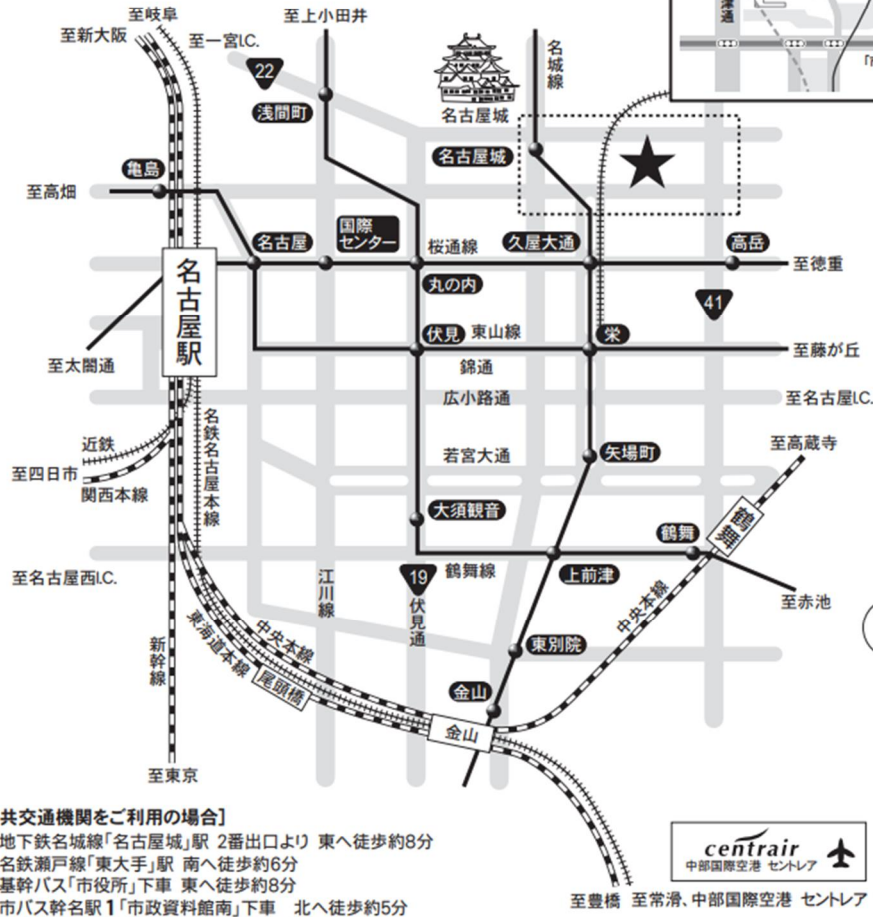 至岐阜
至新大阪
至一宮I.C.
至上小田井
名城線
津通
22
浅間町
名古屋城
名古屋城
亀島
至高畑
名古屋
国際
センター
桜通線
久屋大通
高岳
至徳重
丸の内
41
名古屋駅
伏見
東山線
栄
至藤が丘
至太閤通
錦通
広小路通
至名古屋I.C.
名鉄名古屋本線
近鉄
至四日市
関西本線
若宮大通
矢場町
至高蔵寺
大須観音
鶴舞
鶴舞
至名古屋西I.C.
江川線
19
伏見通
鶴舞線
上前津
至赤池
新幹線
東海道本線
中央本線
尾頭橋
中央本線
東別院
金山
金山
至東京
共交通機関をご利用の場合]
地下鉄名城線「名古屋城」駅 2番出口より 東へ徒歩約8分
名鉄瀬戸線「東大手」駅 南へ徒歩約6分
基幹バス「市役所」下車 東へ徒歩約8分
市バス幹名駅1「市政資料館南」下車 北へ徒歩約5分
centrair
中部国際空港 セントレア
至豊橋
至常滑、中部国際空港 セントレア